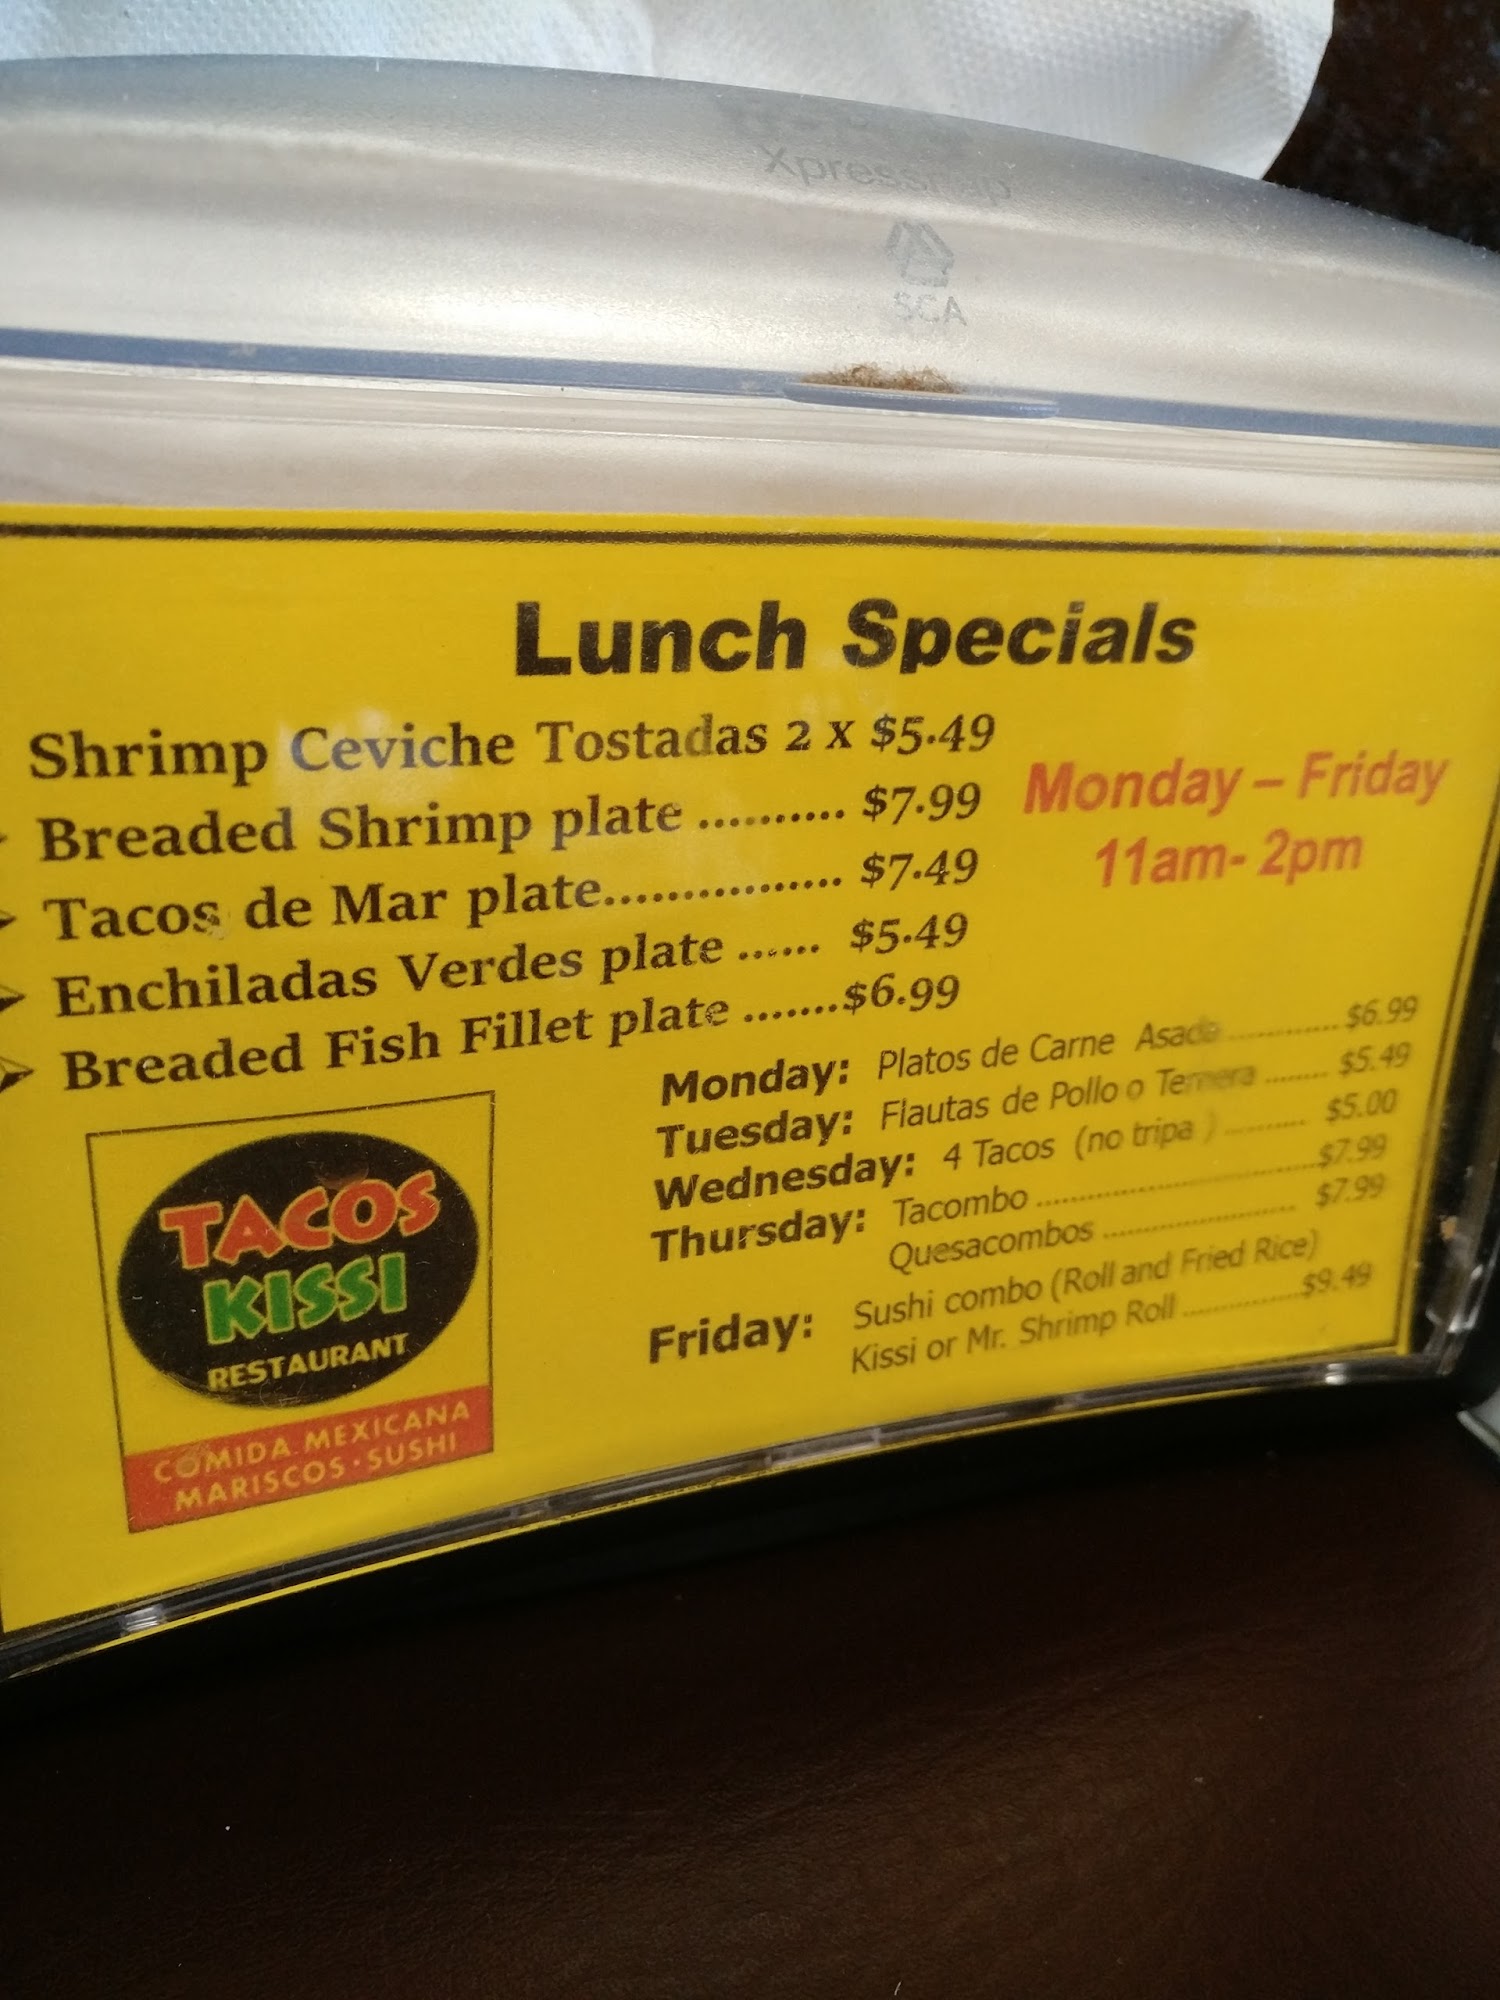 Xpressnap
SCA
Lunch Specials
Shrimp Ceviche Tostadas 2 x $5.49
Breaded Shrimp plate .......... $7.99
Tacos de Mar plate................ $7.49
Enchiladas Verdes plate ...... $5.49
Breaded Fish Fillet plate .......$6.99
Monday – Friday
11am- 2pm
Monday: Platos de Carne Asada ............. $6.99
Tuesday: Flautas de Pollo o Ternera ........ $5.49
Wednesday: 4 Tacos (no tripa ) .......... $5.00
Thursday: Tacombo ..............................$7.99
Quesacombos ..................... $7.99
Friday: Sushi combo (Roll and Fried Rice)
Kissi or Mr. Shrimp Roll .............$9.49
TACOS
KISSI
RESTAURANT
COMIDA MEXICANA
MARISCOS · SUSHI